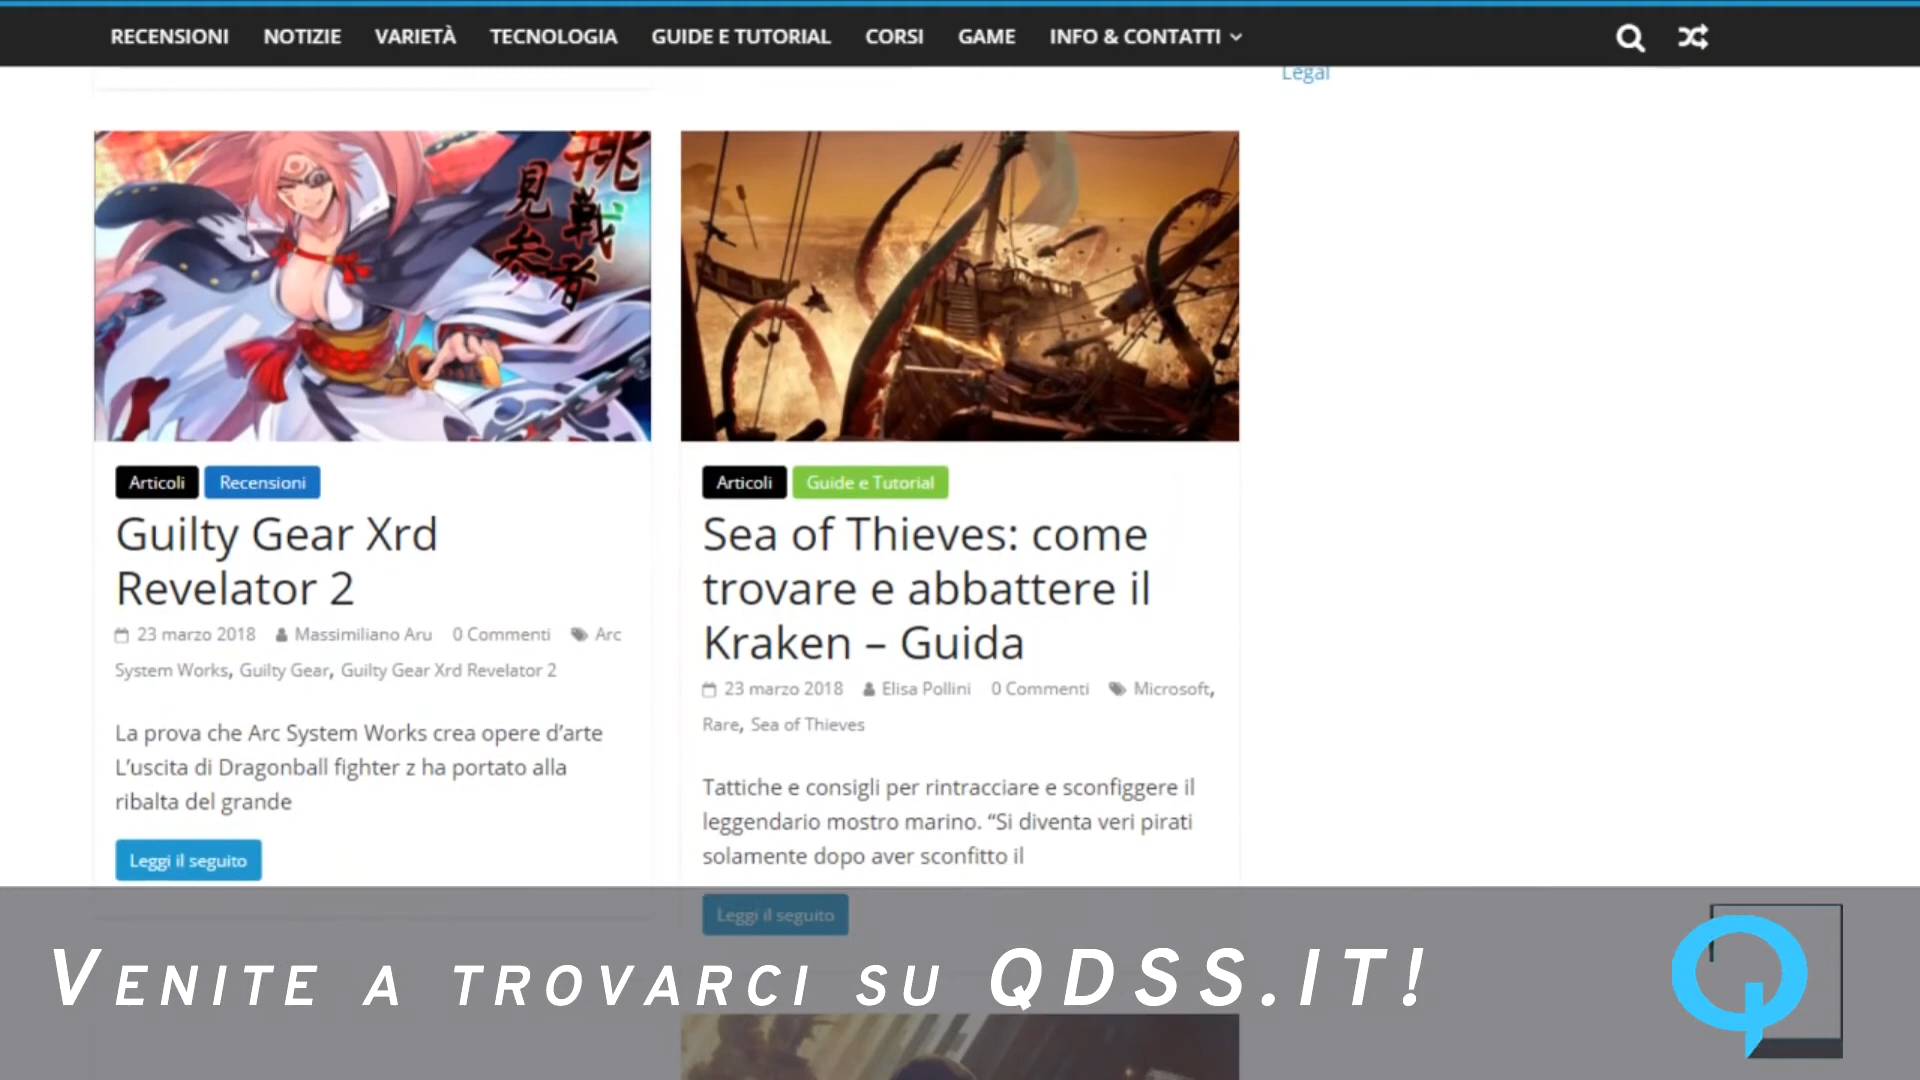 RECENSIONI NOTIZIE VARIETÀ TECNOLOGIA GUIDE E TUTORIAL CORSI GAME INFO & CONTATTI
Legal
挑戦者
見参
Articoli Recensioni
Guilty Gear Xrd
Revelator 2
23 marzo 2018 Massimiliano Aru 0 Commenti Arc
System Works, Guilty Gear, Guilty Gear Xrd Revelator 2
La prova che Arc System Works crea opere d’arte
L’uscita di Dragonball fighter z ha portato alla
ribalta del grande
Leggi il seguito
Articoli Guide e Tutorial
Sea of Thieves: come
trovare e abbattere il
Kraken – Guida
23 marzo 2018 Elisa Pollini 0 Commenti Microsoft,
Rare, Sea of Thieves
Tattiche e consigli per rintracciare e sconfiggere il
leggendario mostro marino. “Si diventa veri pirati
solamente dopo aver sconfitto il
Leggi il seguito
VENITE A TROVARCI SU QDSS.IT!
Q